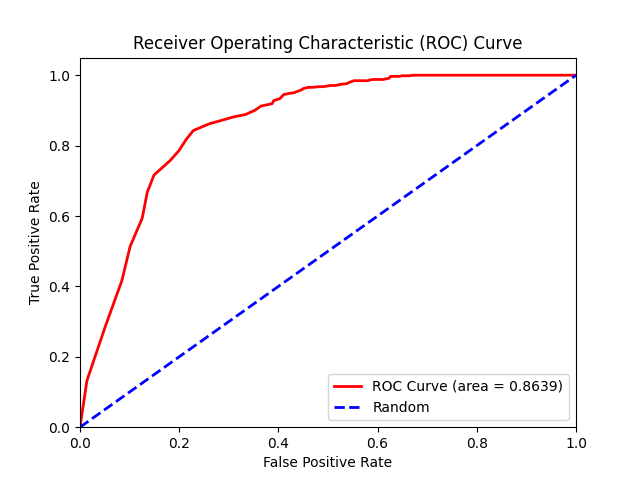 Receiver Operating Characteristic (ROC) Curve
1.0
0.8
0.6
0.4
0.2
0.0
True Positive Rate
0.0 0.2 0.4 0.6 0.8 1.0
False Positive Rate
ROC Curve (area = 0.8639)
Random